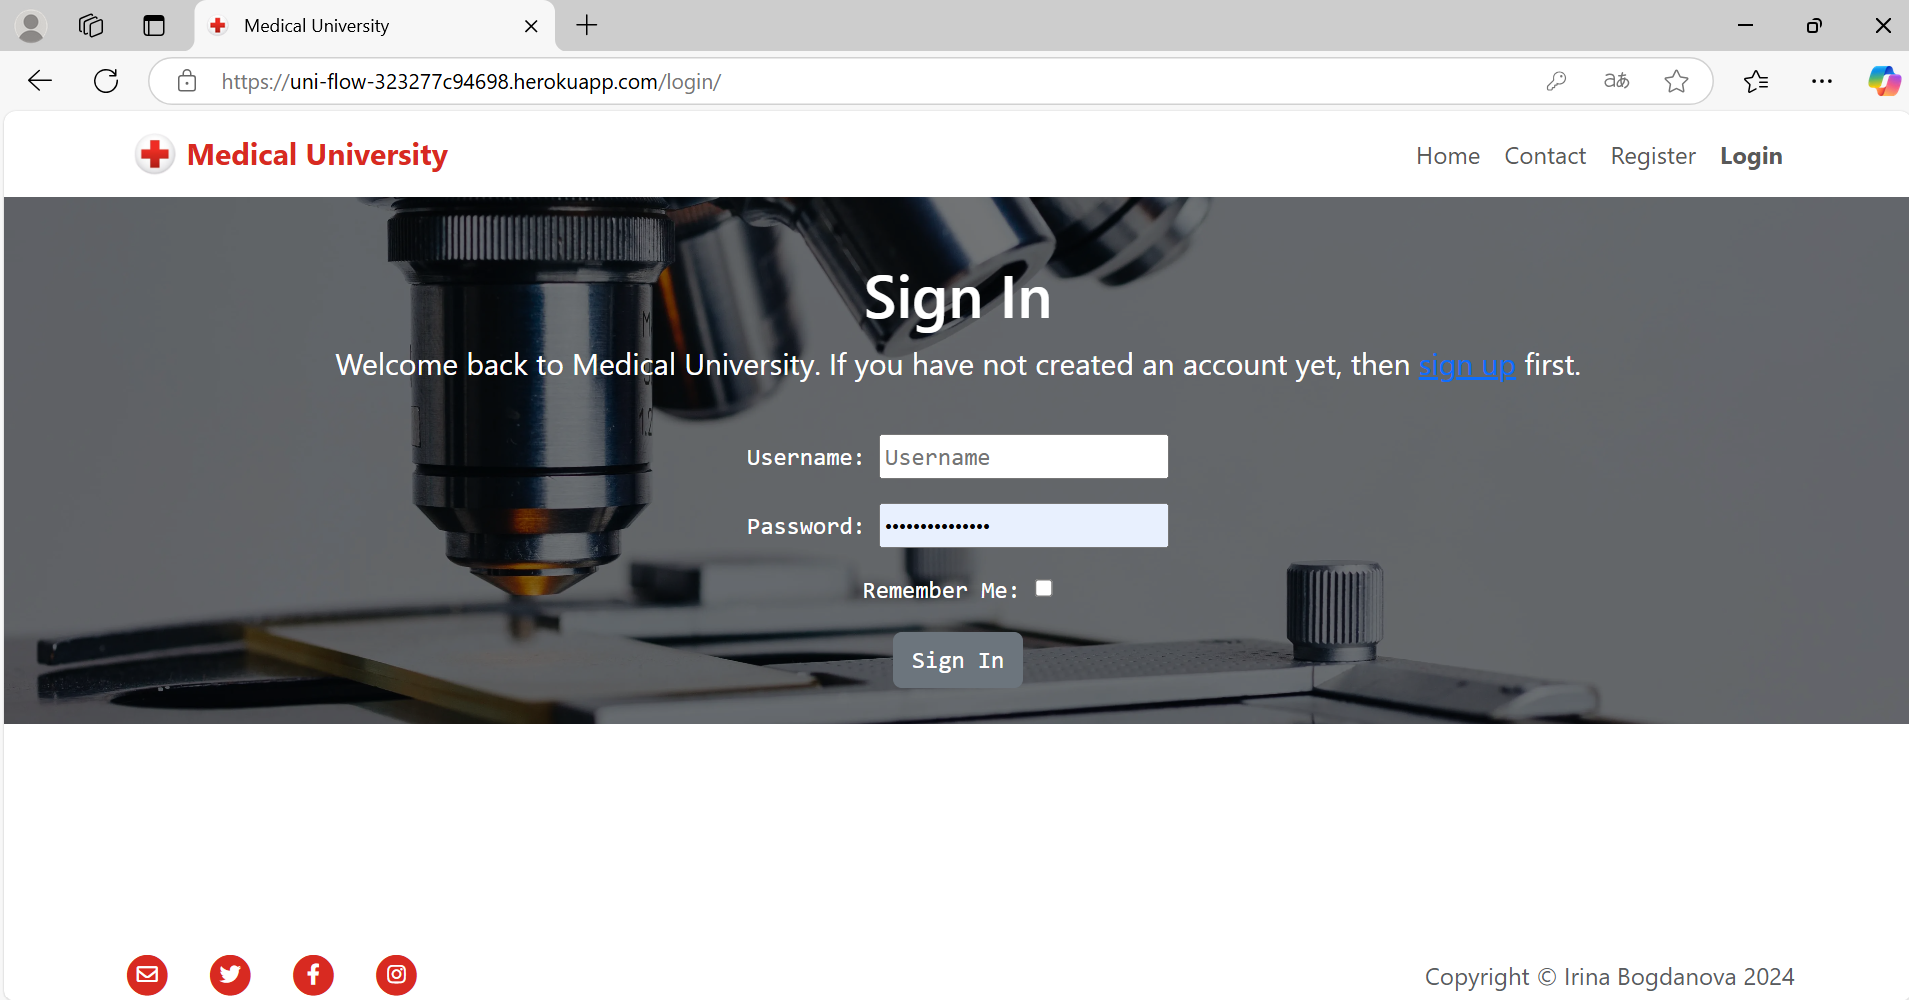 Medical University
https://uni-flow-323277c94698.herokuapp.com/login/
Medical University
Home Contact Register Login
Sign In
Welcome back to Medical University. If you have not created an account yet, then sign up first.
Username: Username
Password: •••••••••••••••
Remember Me:
Sign In
Copyright © Irina Bogdanova 2024